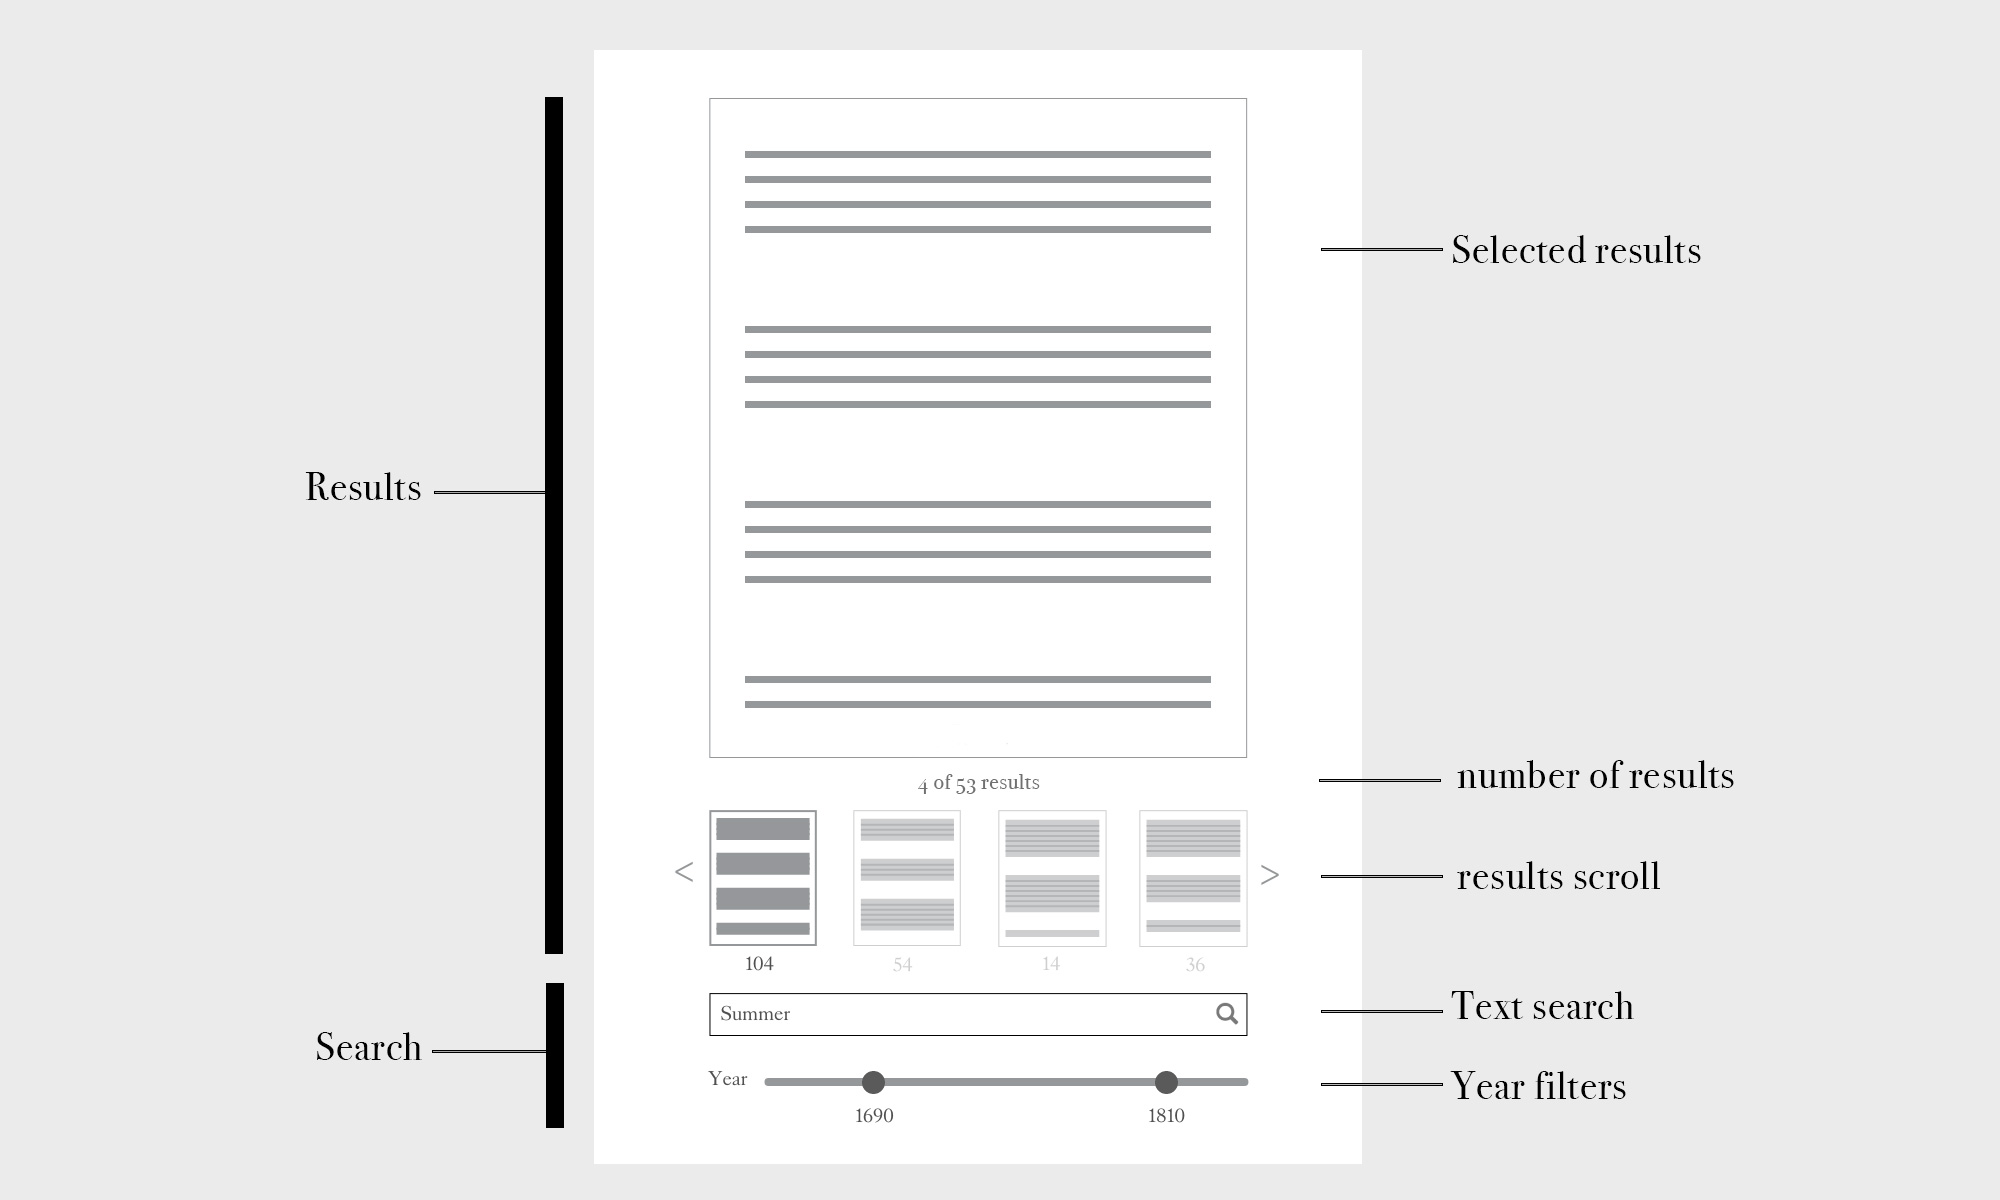 Selected results
Results
number of results
4 of 53 results
<
>
results scroll
104
54
14
36
Text search
Summer
Search
Year
Year filters
1690
1810